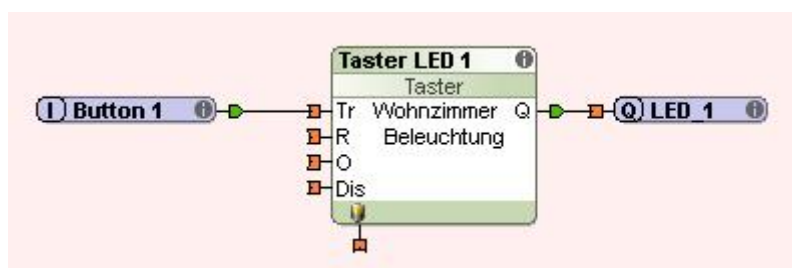 Taster LED 1 i
Taster
I Button 1 i
Tr Wohnzimmer Q
R Beleuchtung
O
Dis
Q LED_1 i